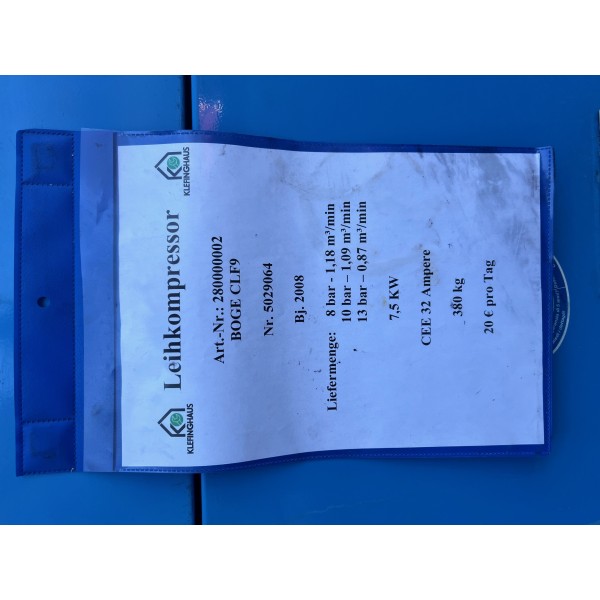 KLEFINGHAUS Leihkompressor KLEFINGHAUS
Art.-Nr.: 280000002
BOGE CLF9
Nr. 5029064
Bj. 2008
Liefermenge: 8 bar - 1,18 m³/min
10 bar – 1,09 m³/min
13 bar – 0,87 m³/min
7,5 KW
CEE 32 Ampere
380 kg
20 € pro Tag